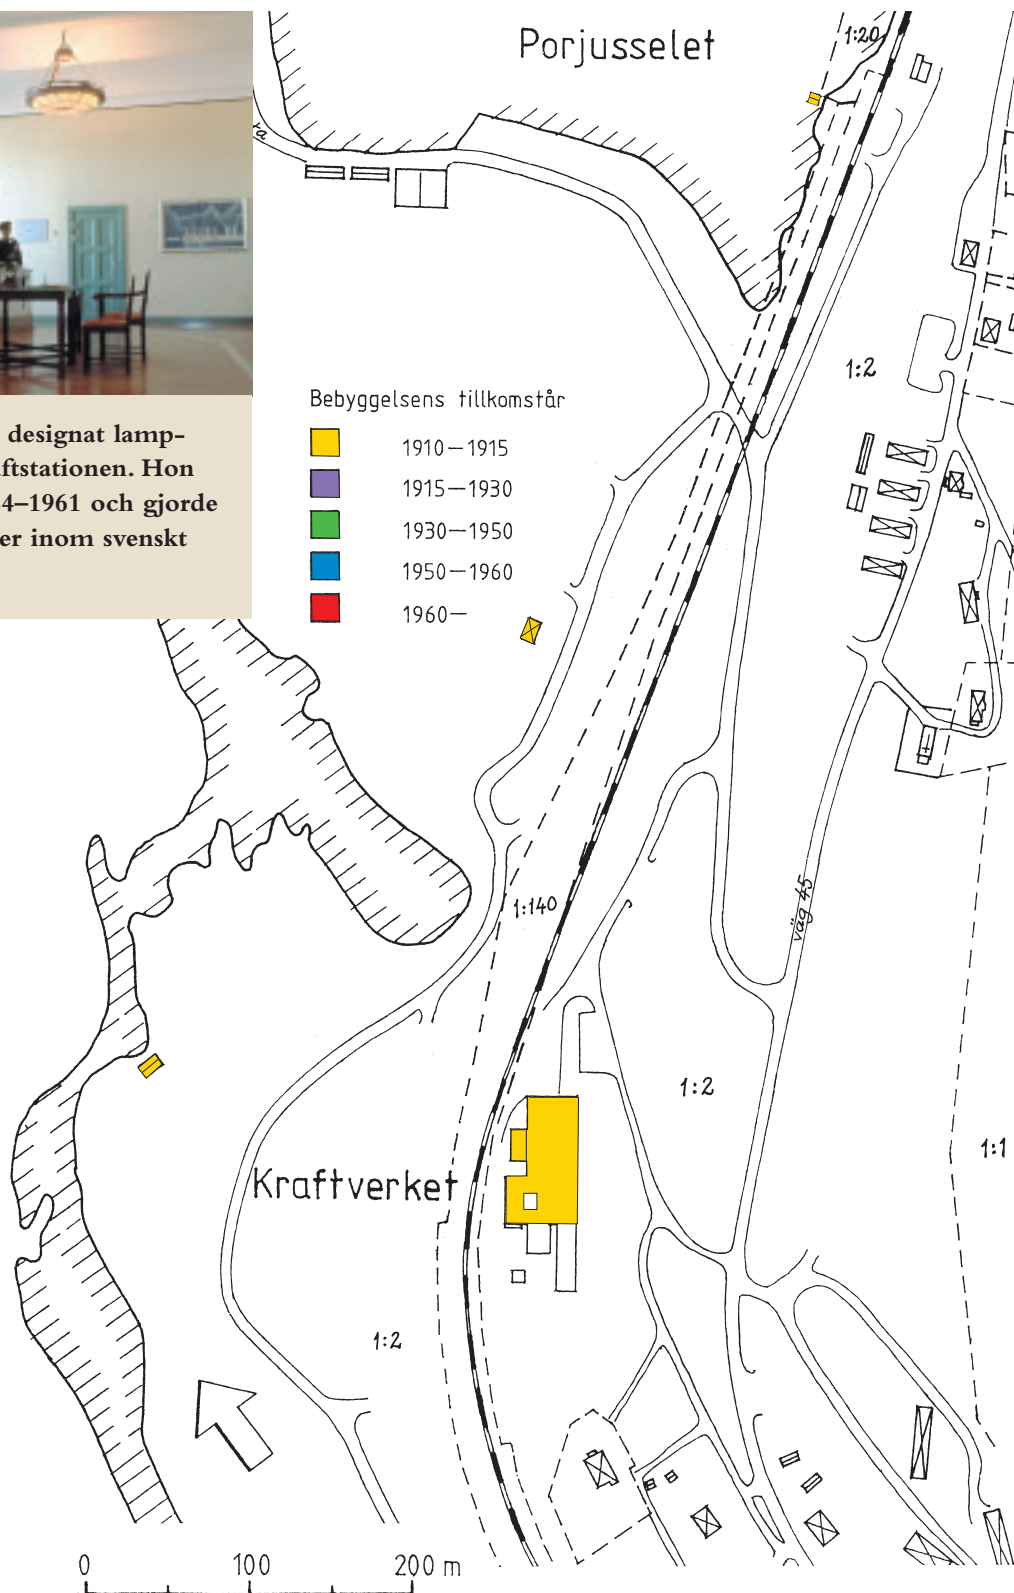 Porjusselet
1:20
1:2
designat lamp-
ftstationen. Hon
4–1961 och gjorde
er inom svenskt
Bebyggelsens tillkomstår
1910–1915
1915–1930
1930–1950
1950–1960
1960–
1:140
väg 45
1:2
1:1
Kraftverket
1:2
0 100 200 m